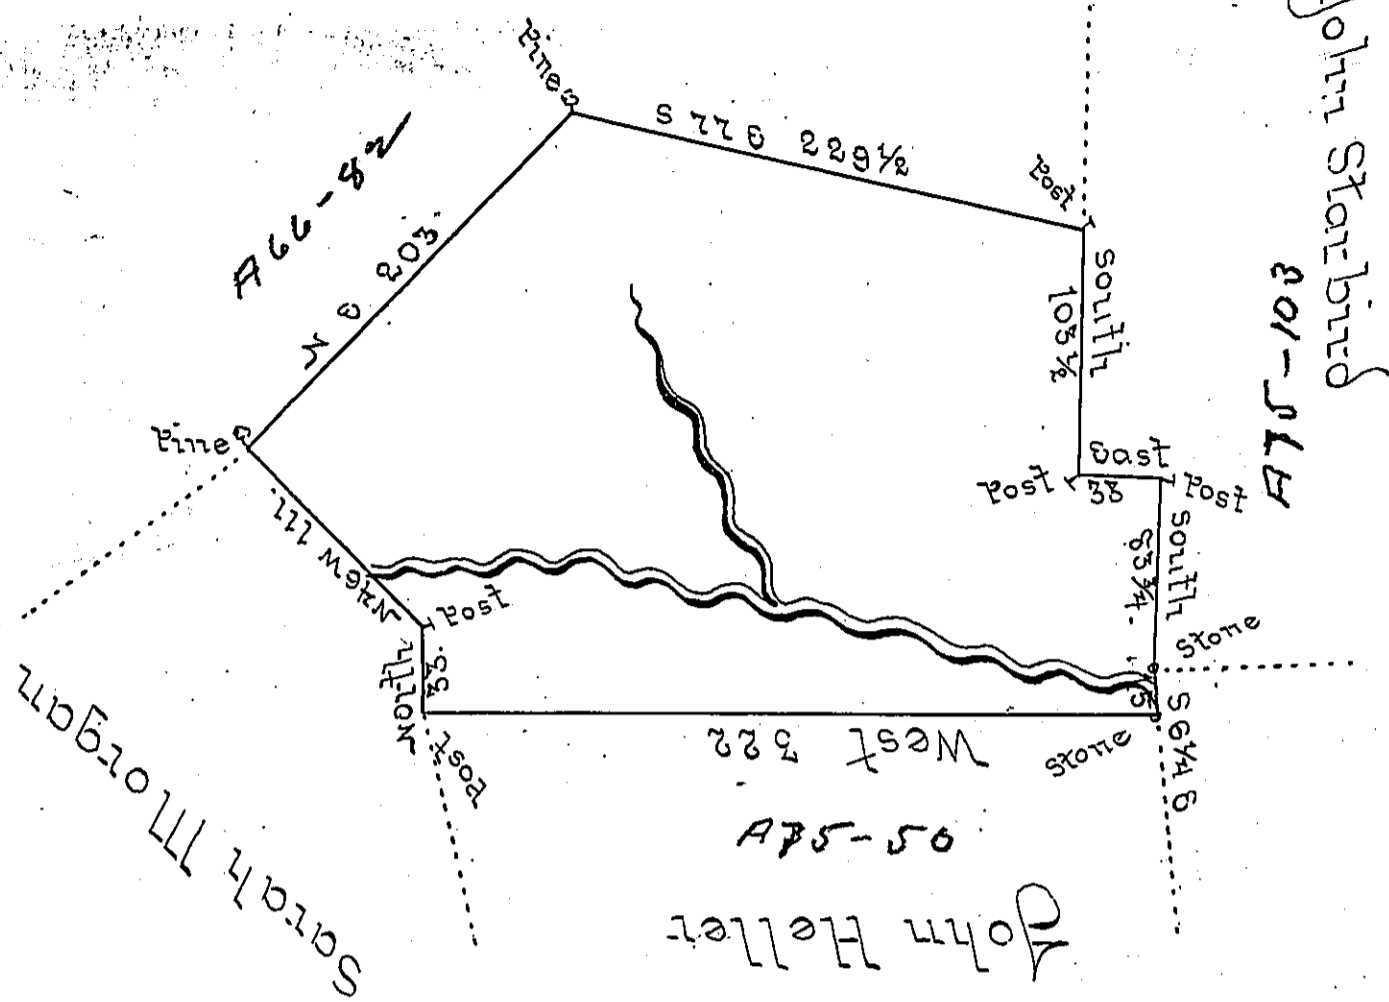 Pine
S 77 E 229½
Post
South
103½
East
38
Post
Post
South
83¾
Stone
S 6¼ E
15
Stone
West 322
Post
North
33.
Post
N 46 W 111.
Pine
N E 203
A66-82
John Starbird
A75-103
A75-50
John Heller
Sarah Morgan